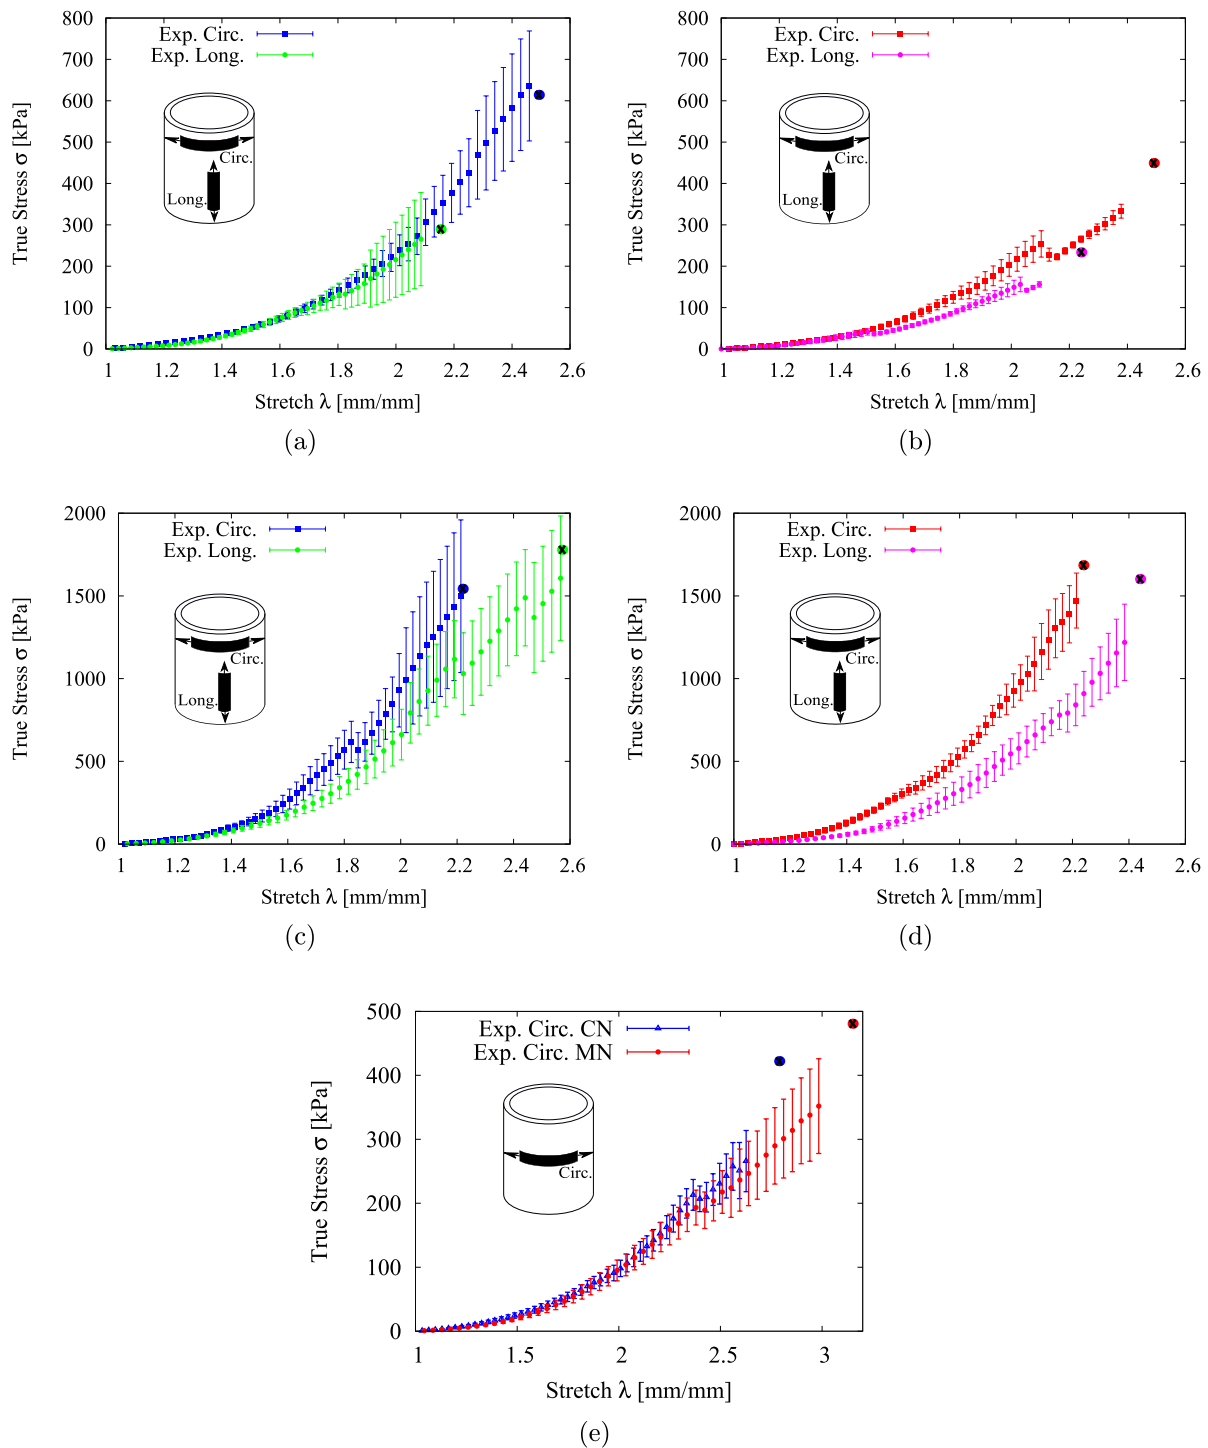 Exp. Circ.
Exp. Long.
True Stress σ [kPa]
800
700
600
500
400
300
200
100
0
Circ.
Long.
1 1.2 1.4 1.6 1.8 2 2.2 2.4 2.6
Stretch λ [mm/mm]
(a)
Exp. Circ.
Exp. Long.
True Stress σ [kPa]
800
700
600
500
400
300
200
100
0
Circ.
Long.
1 1.2 1.4 1.6 1.8 2 2.2 2.4 2.6
Stretch λ [mm/mm]
(b)
Exp. Circ.
Exp. Long.
True Stress σ [kPa]
2000
1500
1000
500
0
Circ.
Long.
1 1.2 1.4 1.6 1.8 2 2.2 2.4 2.6
Stretch λ [mm/mm]
(c)
Exp. Circ.
Exp. Long.
True Stress σ [kPa]
2000
1500
1000
500
0
Circ.
Long.
1 1.2 1.4 1.6 1.8 2 2.2 2.4 2.6
Stretch λ [mm/mm]
(d)
Exp. Circ. CN
Exp. Circ. MN
True Stress σ [kPa]
500
400
300
200
100
0
Circ.
1 1.5 2 2.5 3
Stretch λ [mm/mm]
(e)